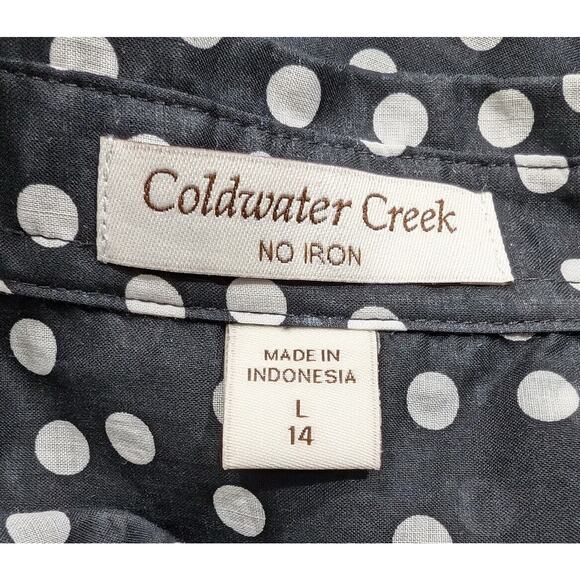 Coldwater Creek
NO IRON
MADE IN
INDONESIA
L
14